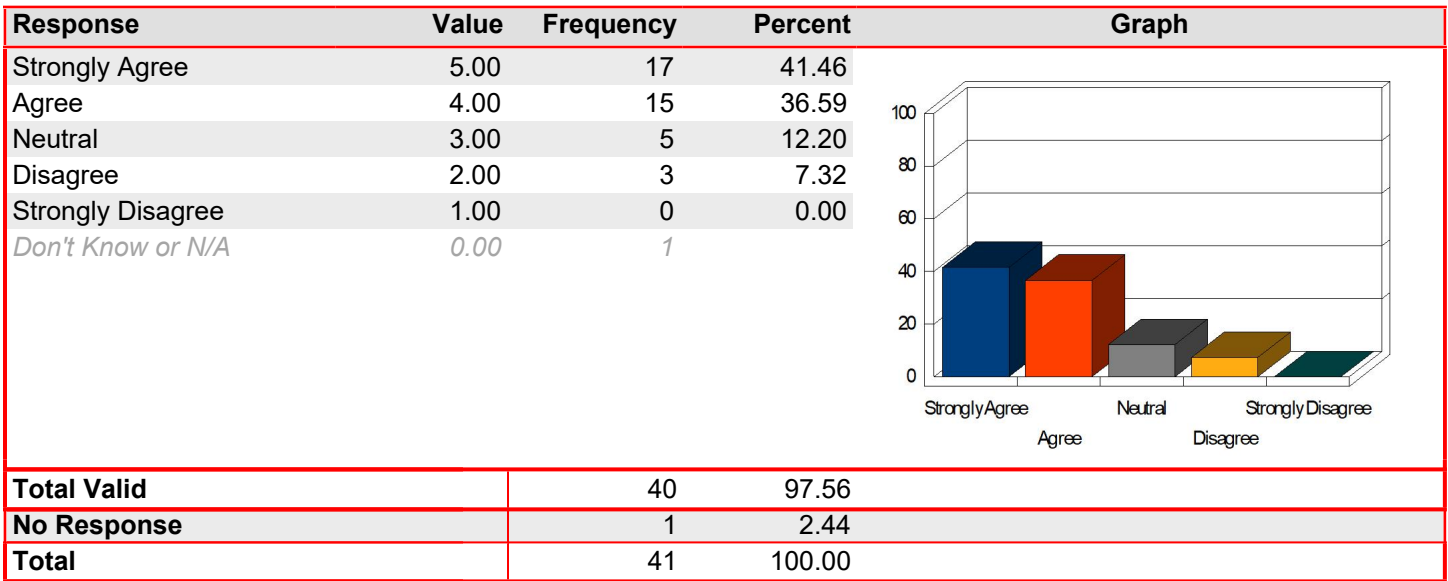 Response Value Frequency Percent Graph
Strongly Agree 5.00 17 41.46
Agree 4.00 15 36.59
Neutral 3.00 5 12.20
Disagree 2.00 3 7.32
Strongly Disagree 1.00 0 0.00
Don't Know or N/A 0.00 1
100
80
60
40
20
0
Strongly Agree Neutral Strongly Disagree
Agree Disagree
Total Valid 40 97.56
No Response 1 2.44
Total 41 100.00